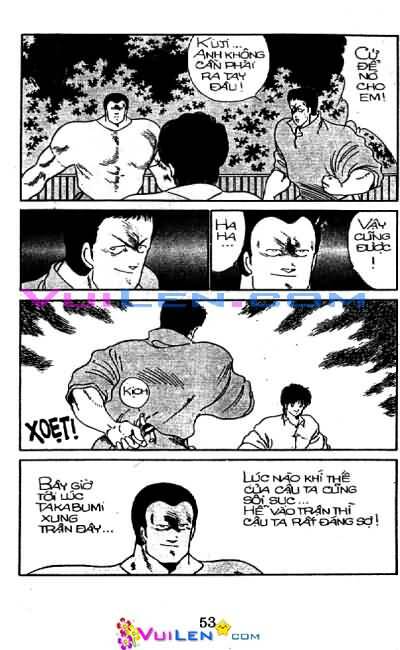 KUJI...
ANH KHÔNG
CẦN PHẢI
RA TAY
ĐÂU!
CỨ
ĐỂ
NÓ
CHO
EM!
HA
HA
...
VẬY
CŨNG
ĐƯỢC
!
VUILEN.COM
KỊCH
XOẸT!
BÂY GIỜ
TỚI LÚC
TAKABUMI
XUNG
TRẬN ĐÂY...
LÚC NÀO KHÍ THẾ
CỦA CẬU TA CŨNG
SÔI SỤC...
HỄ VÀO TRẬN THÌ
CẬU TA RẤT ĐÁNG SỢ!
53
VUILEN.COM